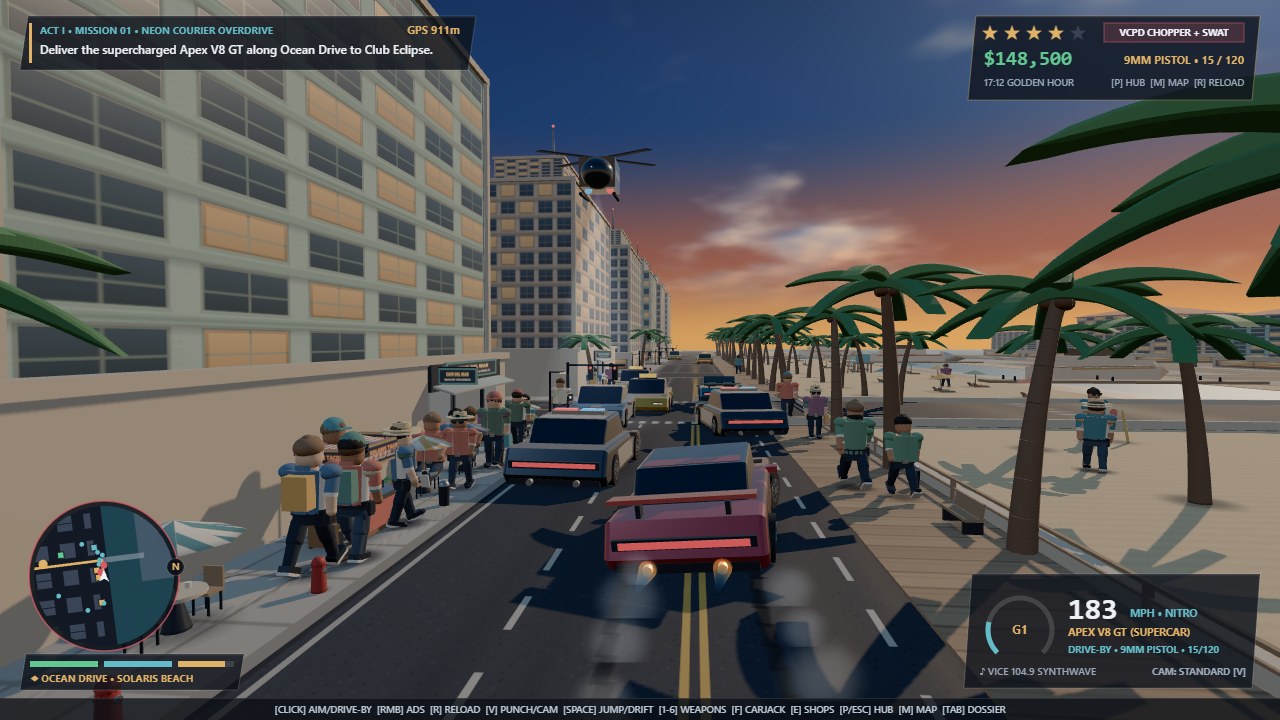 ACT I • MISSION 01 • NEON COURIER OVERDRIVE
GPS 911m
Deliver the supercharged Apex V8 GT along Ocean Drive to Club Eclipse.
VCPD CHOPPER + SWAT
$148,500
9MM PISTOL • 15 / 120
17:12 GOLDEN HOUR
[P] HUB [M] MAP [R] RELOAD
N
◆ OCEAN DRIVE • SOLARIS BEACH
G1
183 MPH • NITRO
APEX V8 GT (SUPERCAR)
DRIVE-BY • 9MM PISTOL • 15/120
♪ VICE 104.9 SYNTHWAVE
CAM: STANDARD [V]
[CLICK] AIM/DRIVE-BY [RMB] ADS [R] RELOAD [V] PUNCH/CAM [SPACE] JUMP/DRIFT [1-6] WEAPONS [F] CARJACK [E] SHOPS [P/ESC] HUB [M] MAP [TAB] DOSSIER